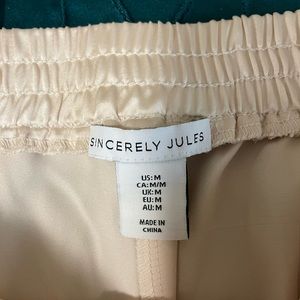 SINCERELY JULES
US: M
CA: M/M
UK: M
EU: M
AU: M
MADE IN
CHINA